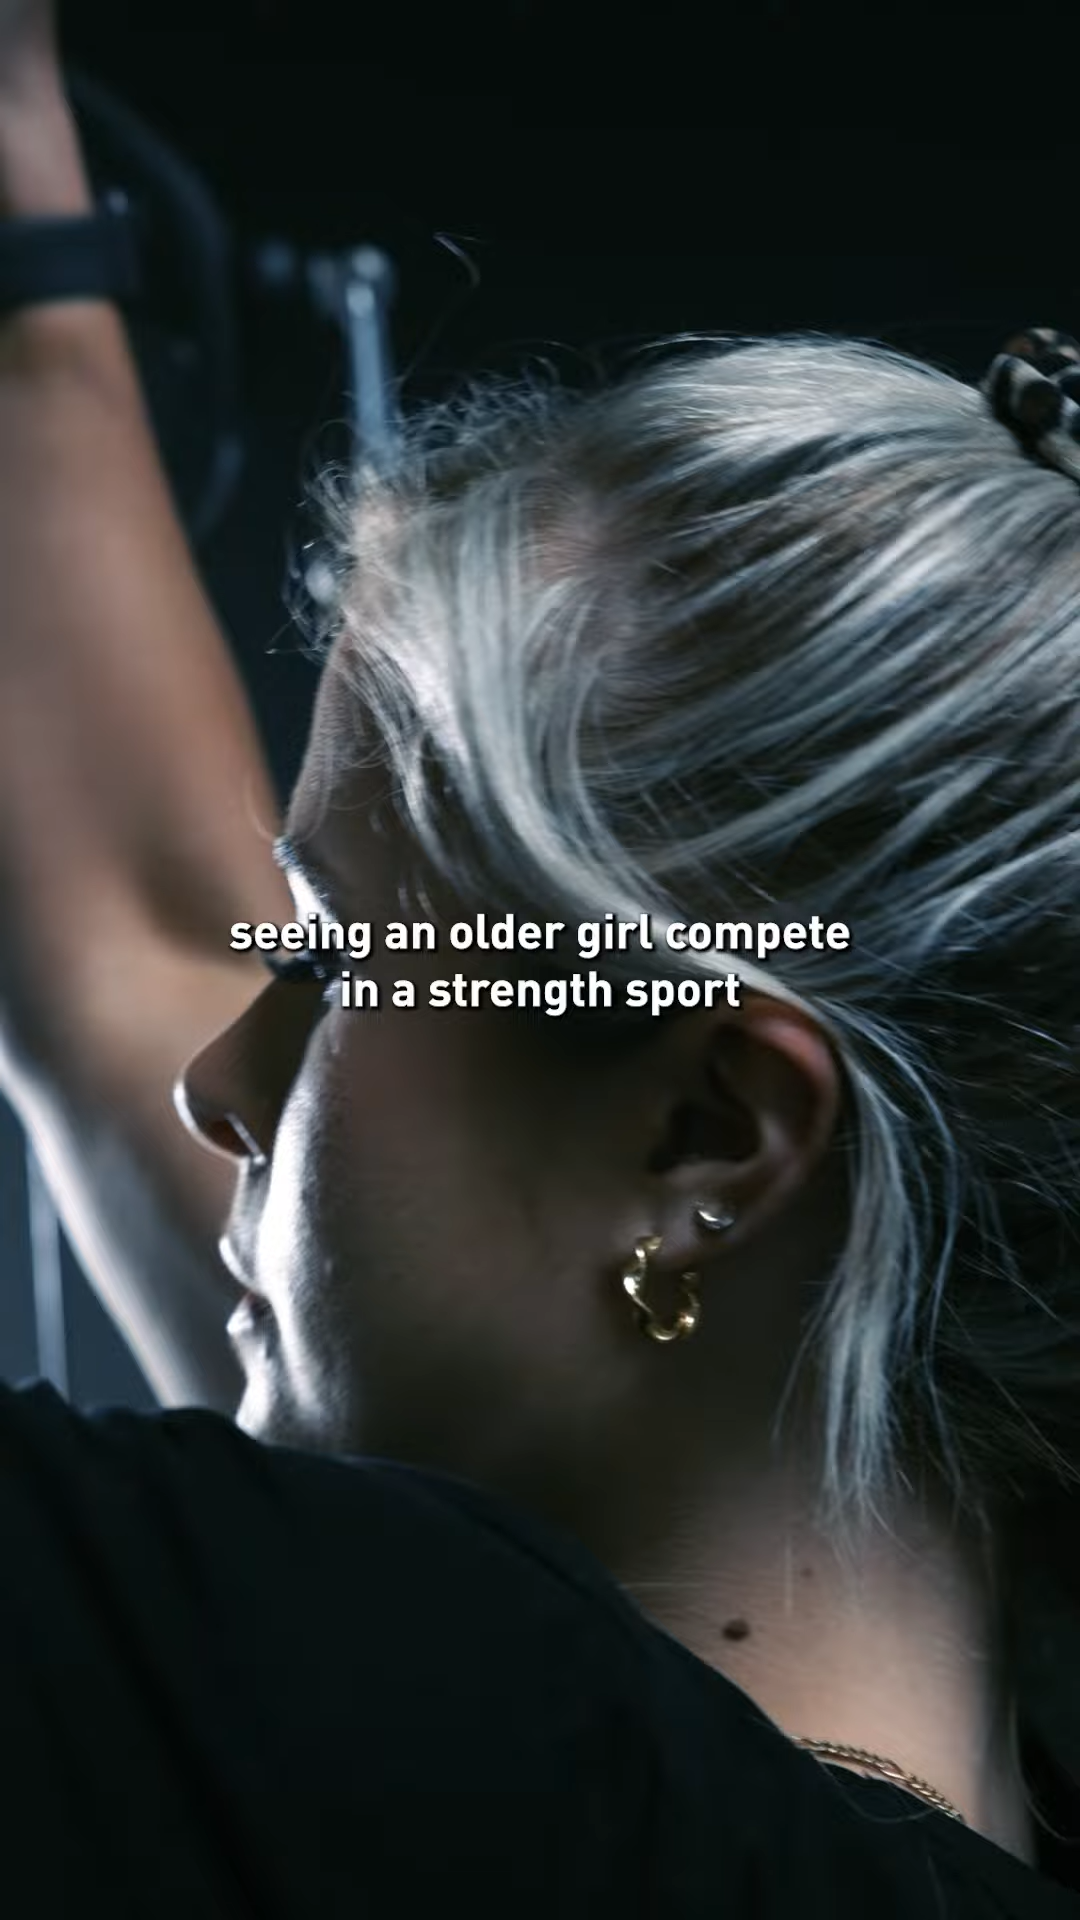 seeing an older girl compete
in a strength sport